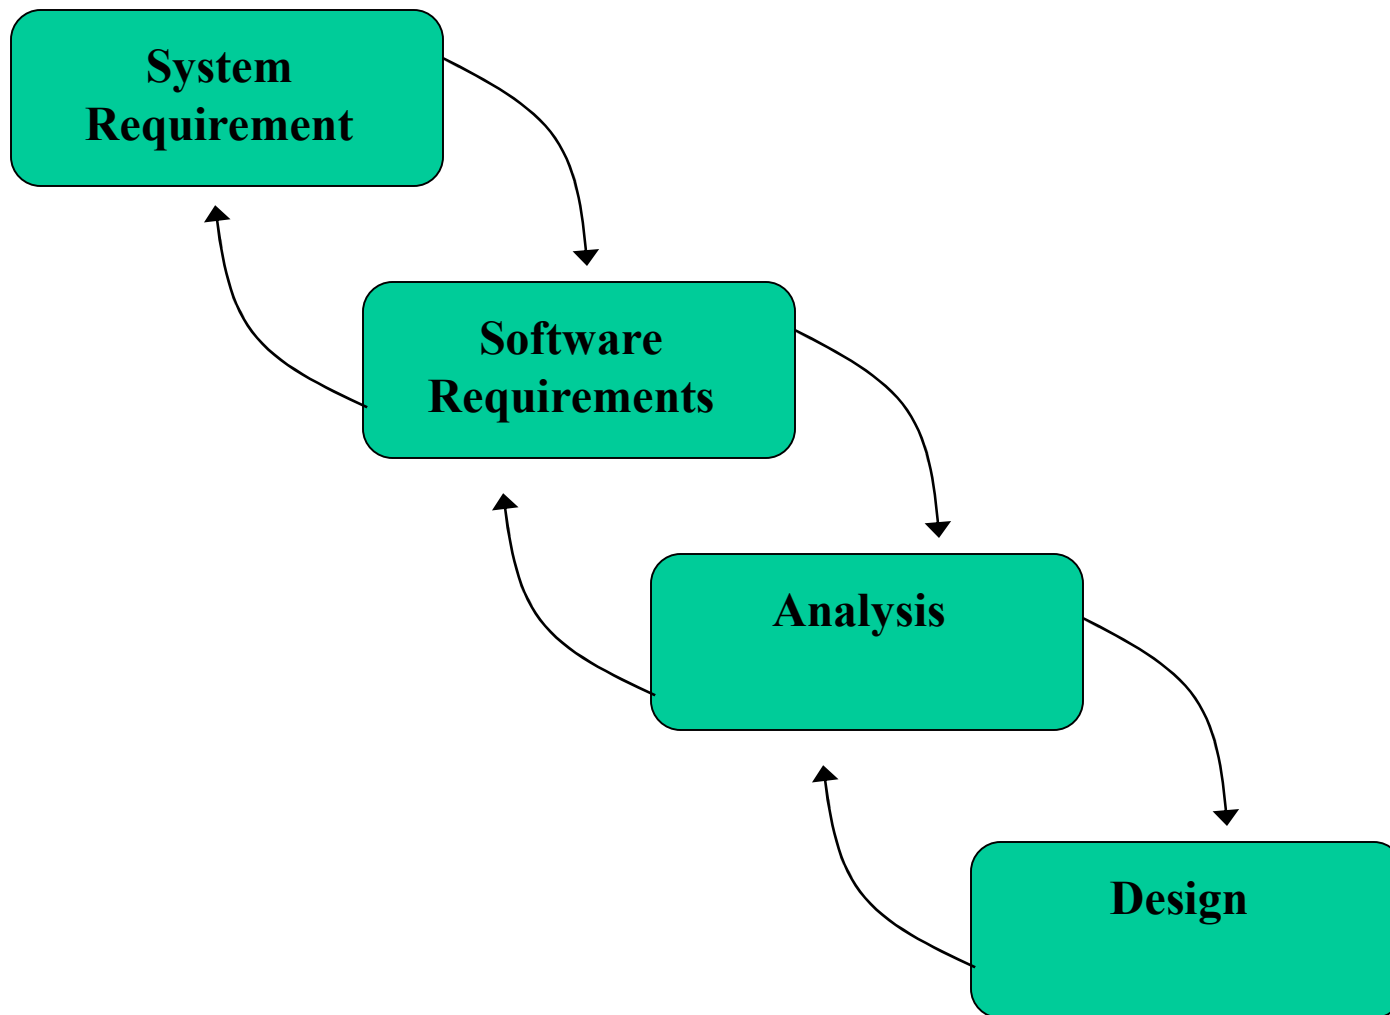 System
Requirement
Software
Requirements
Analysis
Design